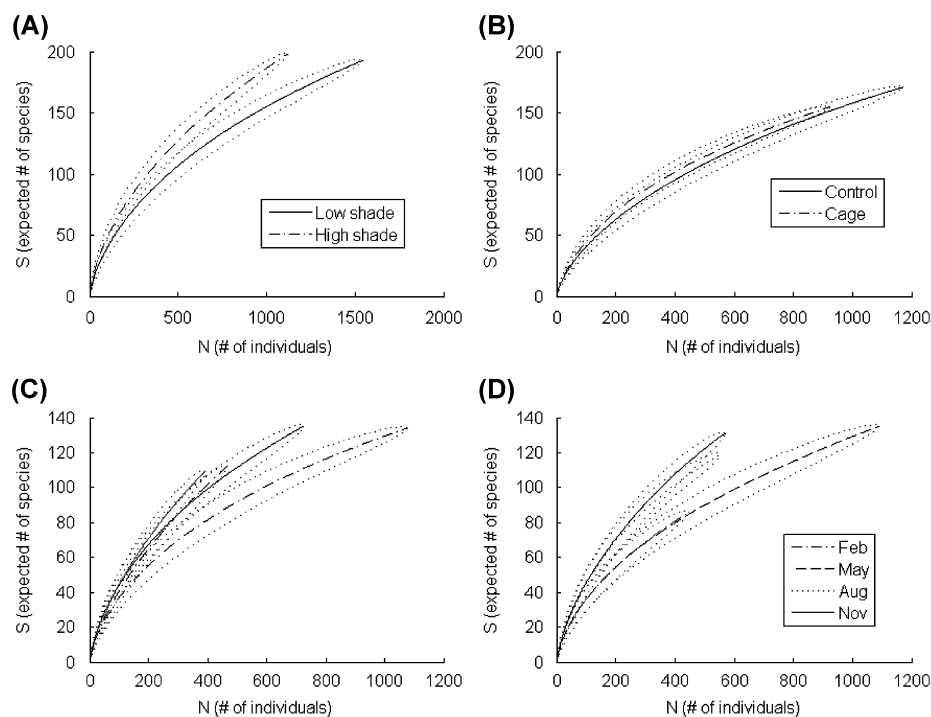 (A)
S (expected # of species)
200
150
100
50
0
0 500 1000 1500 2000
N (# of individuals)
Low shade
High shade
(B)
S (expected # of species)
200
150
100
50
0
0 200 400 600 800 1000 1200
N (# of individuals)
Control
Cage
(C)
S (expected # of species)
140
120
100
80
60
40
20
0
0 200 400 600 800 1000 1200
N (# of individuals)
(D)
S (expected # of species)
140
120
100
80
60
40
20
0
0 200 400 600 800 1000 1200
N (# of individuals)
Feb
May
Aug
Nov